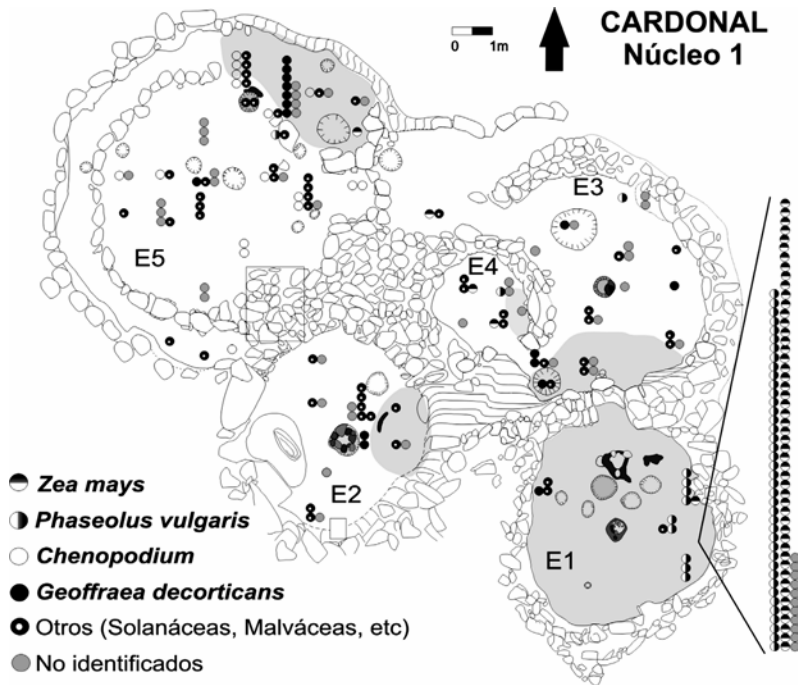 CARDONAL
Núcleo 1
0 1m
E3
E4
E5
E2
E1
Zea mays
Phaseolus vulgaris
Chenopodium
Geoffraea decorticans
Otros (Solanáceas, Malváceas, etc)
No identificados